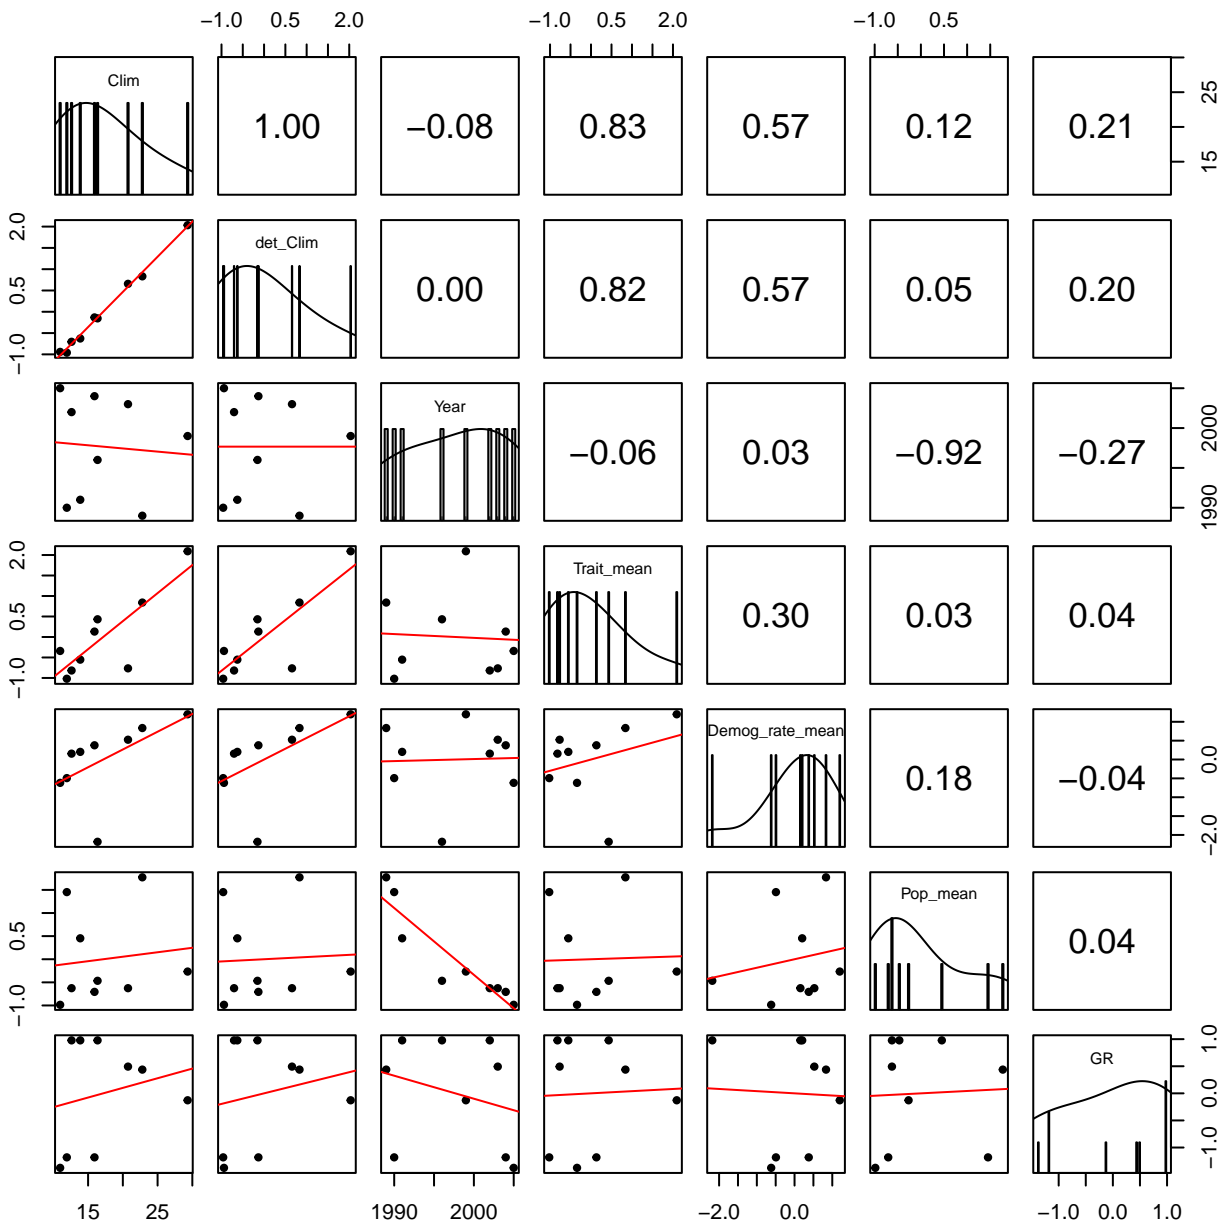 −1.0 0.5 2.0 −1.0 0.5 2.0 −1.0 0.5
Clim 1.00 −0.08 0.83 0.57 0.12 0.21 15 25
−1.0 0.5 2.0 det_Clim 0.00 0.82 0.57 0.05 0.20
Year −0.06 0.03 −0.92 −0.27 1990 2000
−1.0 0.5 2.0 Trait_mean 0.30 0.03 0.04
Demog_rate_mean 0.18 −0.04 −2.0 0.0
−1.0 0.5 Pop_mean 0.04
GR −1.0 0.0 1.0
15 25 1990 2000 −2.0 0.0 −1.0 0.0 1.0